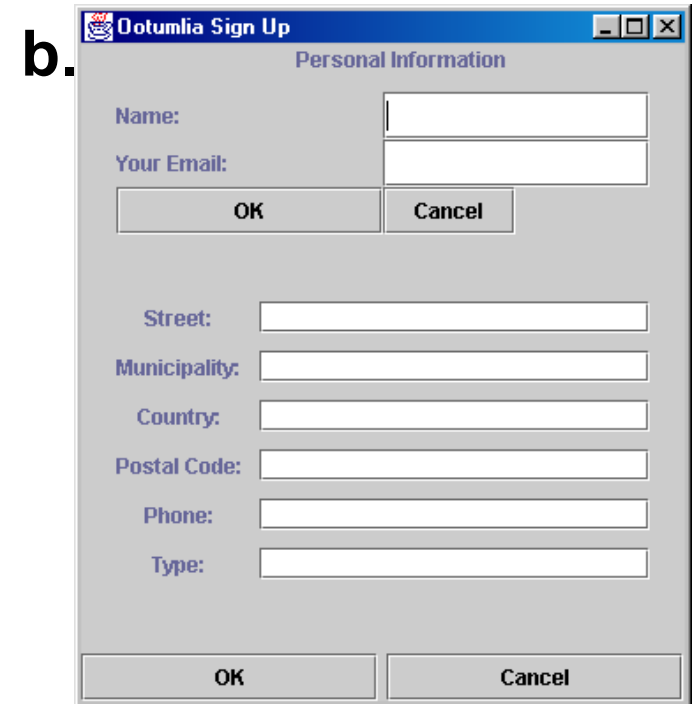 b.
Ootumlia Sign Up
Personal Information
Name:
Your Email:
OK Cancel
Street:
Municipality:
Country:
Postal Code:
Phone:
Type:
OK Cancel